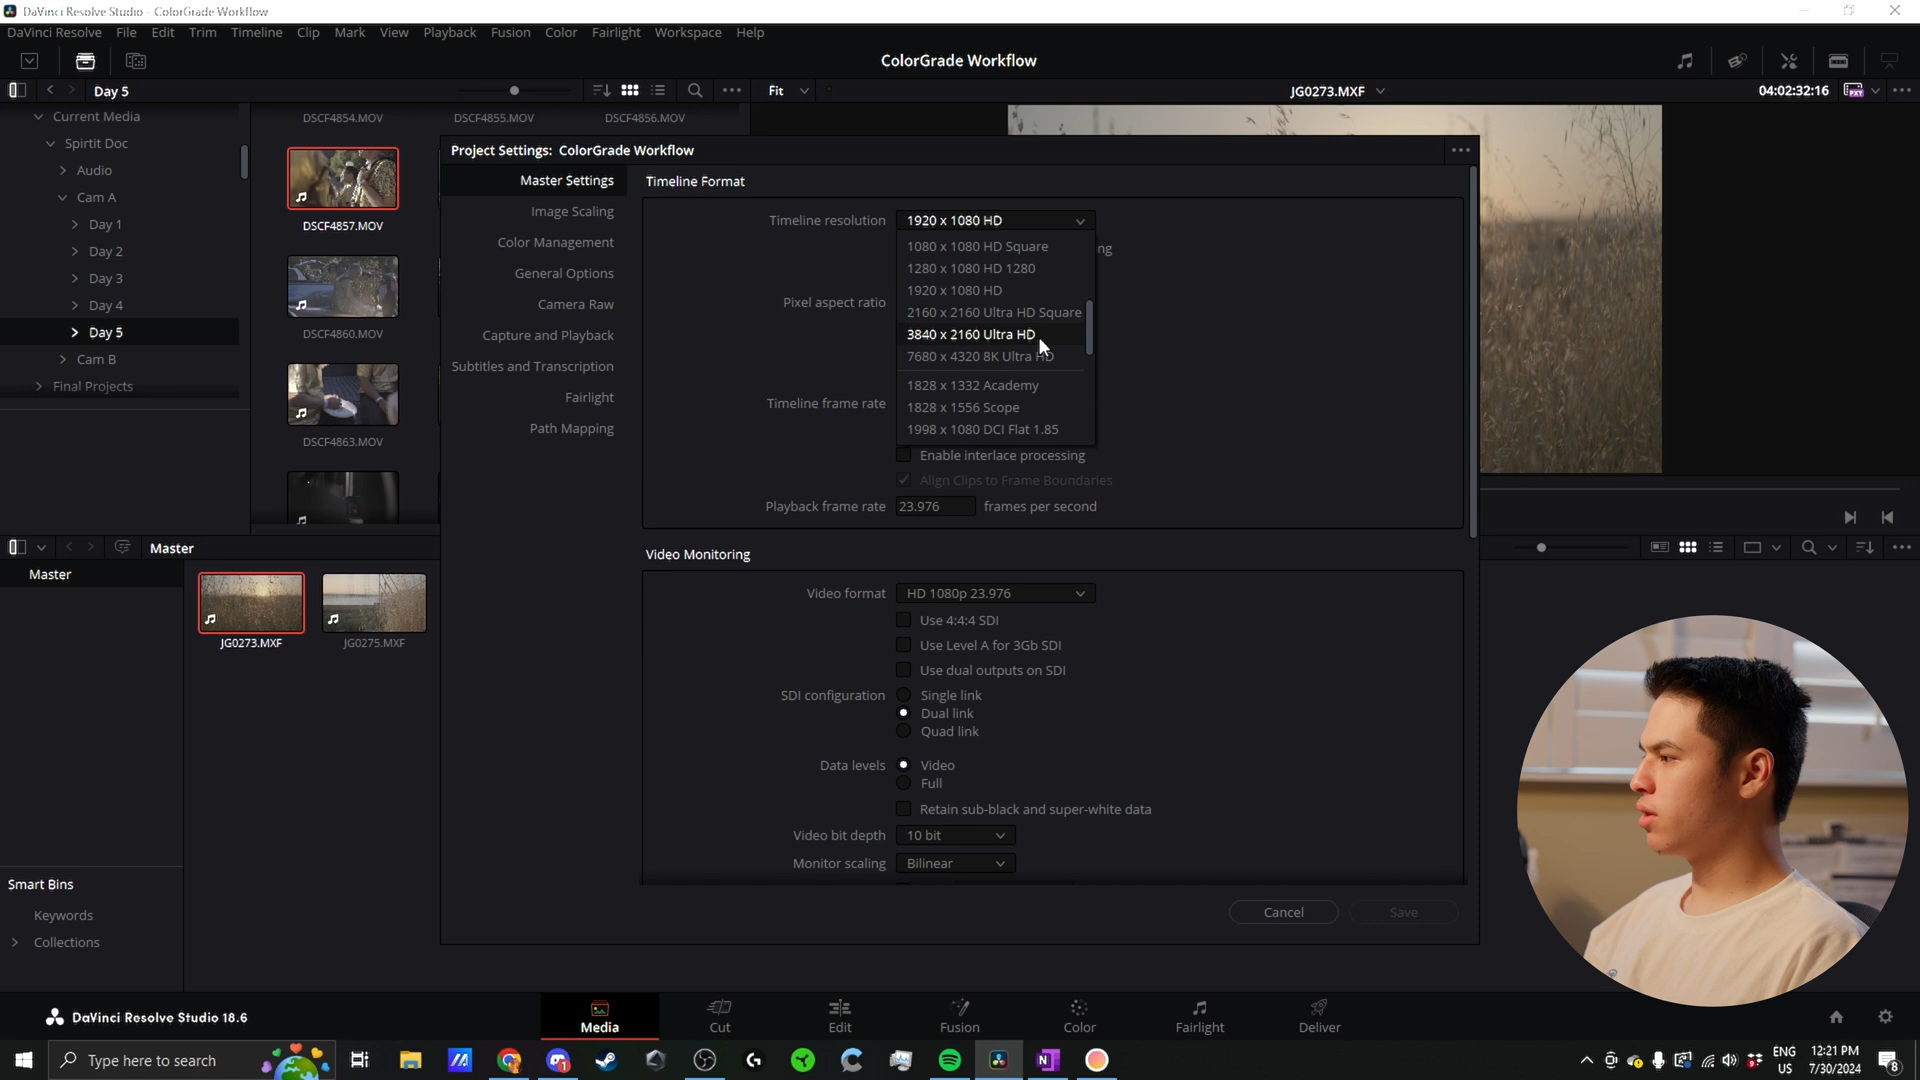 DaVinci Resolve Studio - ColorGrade Workflow
DaVinci Resolve File Edit Trim Timeline Clip Mark View Playback Fusion Color Fairlight Workspace Help
ColorGrade Workflow
Day 5
Fit
JG0273.MXF
04:02:32:16
Current Media
Spirtit Doc
Audio
Cam A
Day 1
Day 2
Day 3
Day 4
Day 5
Cam B
Final Projects
DSCF4854.MOV DSCF4855.MOV DSCF4856.MOV
DSCF4857.MOV
DSCF4860.MOV
DSCF4863.MOV
Project Settings: ColorGrade Workflow
Master Settings
Image Scaling
Color Management
General Options
Camera Raw
Capture and Playback
Subtitles and Transcription
Fairlight
Path Mapping
Timeline Format
Timeline resolution 1920 x 1080 HD
1080 x 1080 HD Square
ng
1280 x 1080 HD 1280
1920 x 1080 HD
Pixel aspect ratio
2160 x 2160 Ultra HD Square
3840 x 2160 Ultra HD
7680 x 4320 8K Ultra HD
1828 x 1332 Academy
Timeline frame rate
1828 x 1556 Scope
1998 x 1080 DCI Flat 1.85
Enable interlace processing
Align Clips to Frame Boundaries
Playback frame rate 23.976 frames per second
Video Monitoring
Video format HD 1080p 23.976
Use 4:4:4 SDI
Use Level A for 3Gb SDI
Use dual outputs on SDI
SDI configuration Single link
Dual link
Quad link
Data levels Video
Full
Retain sub-black and super-white data
Video bit depth 10 bit
Monitor scaling Bilinear
Cancel Save
Master
Master
JG0273.MXF JG0275.MXF
Smart Bins
Keywords
Collections
DaVinci Resolve Studio 18.6
Media Cut Edit Fusion Color Fairlight Deliver
Type here to search
ENG
US
12:21 PM
7/30/2024
8